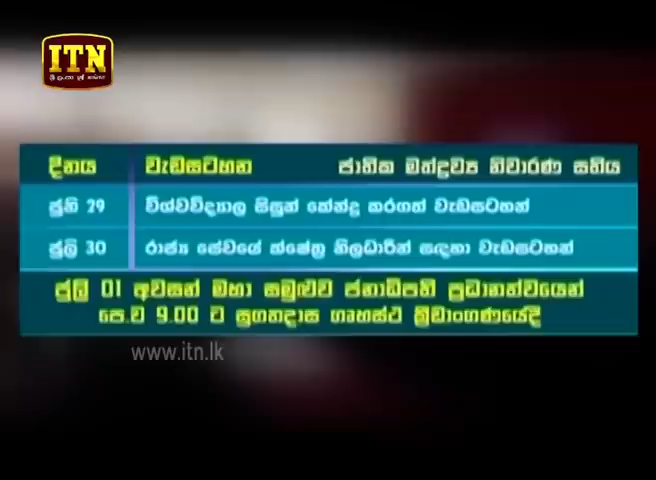 ITN
දිනය වැඩසටහන ජාතික මත්ද්‍රව්‍ය නිවාරණ සතිය
ජුනි 29 විශ්වවිද්‍යාල සිසුන් කේන්ද්‍ර කරගත් වැඩසටහන්
ජුලි 30 රාජ්‍ය සේවයේ ක්ෂේත්‍ර නිලධාරින් සඳහා වැඩසටහන්
ජූලි 01 අවසන් මහා සමුළුව ජනාධිපති ප්‍රධානත්වයෙන්
පෙ.ව 9.00 ට සුගතදාස ගෘහස්ථ ක්‍රීඩාංගණයේදී
www.itn.lk